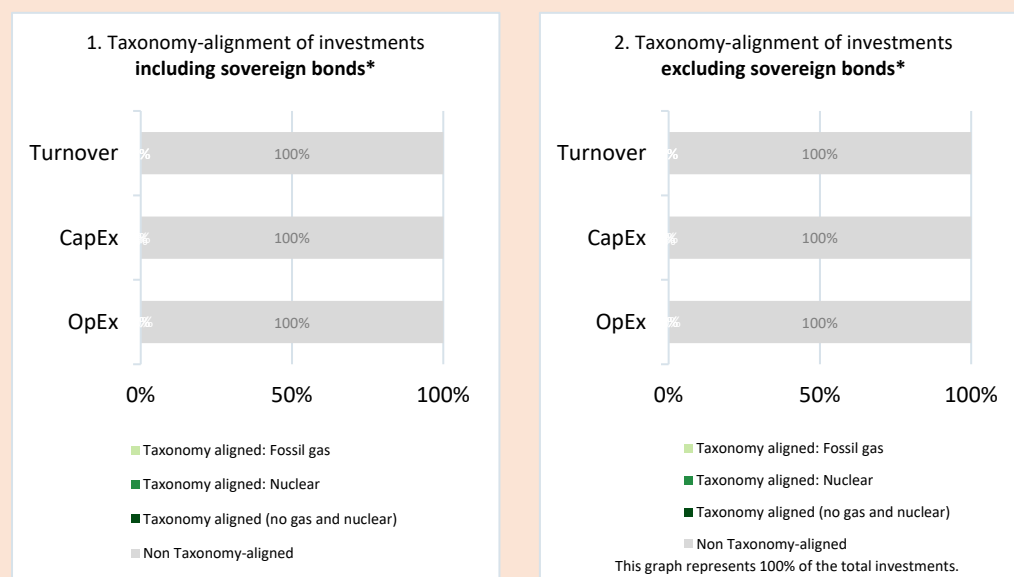 1. Taxonomy-alignment of investments
including sovereign bonds*
Turnover
100%
CapEx
100%
OpEx
100%
0% 50% 100%
Taxonomy aligned: Fossil gas
Taxonomy aligned: Nuclear
Taxonomy aligned (no gas and nuclear)
Non Taxonomy-aligned
2. Taxonomy-alignment of investments
excluding sovereign bonds*
Turnover
100%
CapEx
100%
OpEx
100%
0% 50% 100%
Taxonomy aligned: Fossil gas
Taxonomy aligned: Nuclear
Taxonomy aligned (no gas and nuclear)
Non Taxonomy-aligned
This graph represents 100% of the total investments.